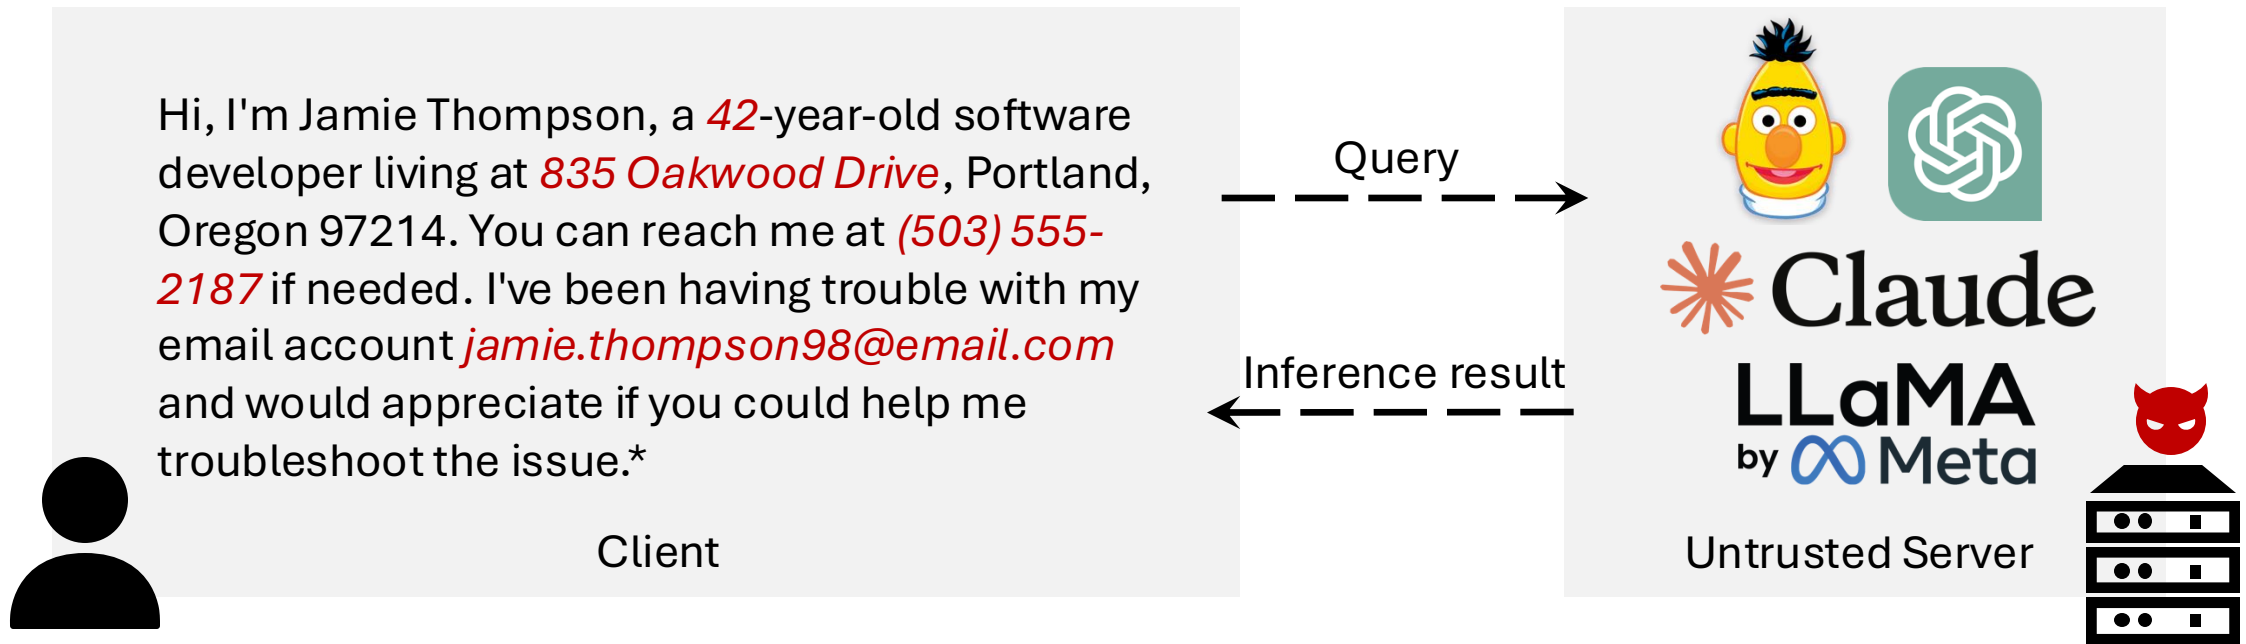 Hi, I'm Jamie Thompson, a 42-year-old software
developer living at 835 Oakwood Drive, Portland,
Oregon 97214. You can reach me at (503) 555-
2187 if needed. I've been having trouble with my
email account jamie.thompson98@email.com
and would appreciate if you could help me
troubleshoot the issue.*
Client
Query
Inference result
Claude
LLaMA
by Meta
Untrusted Server